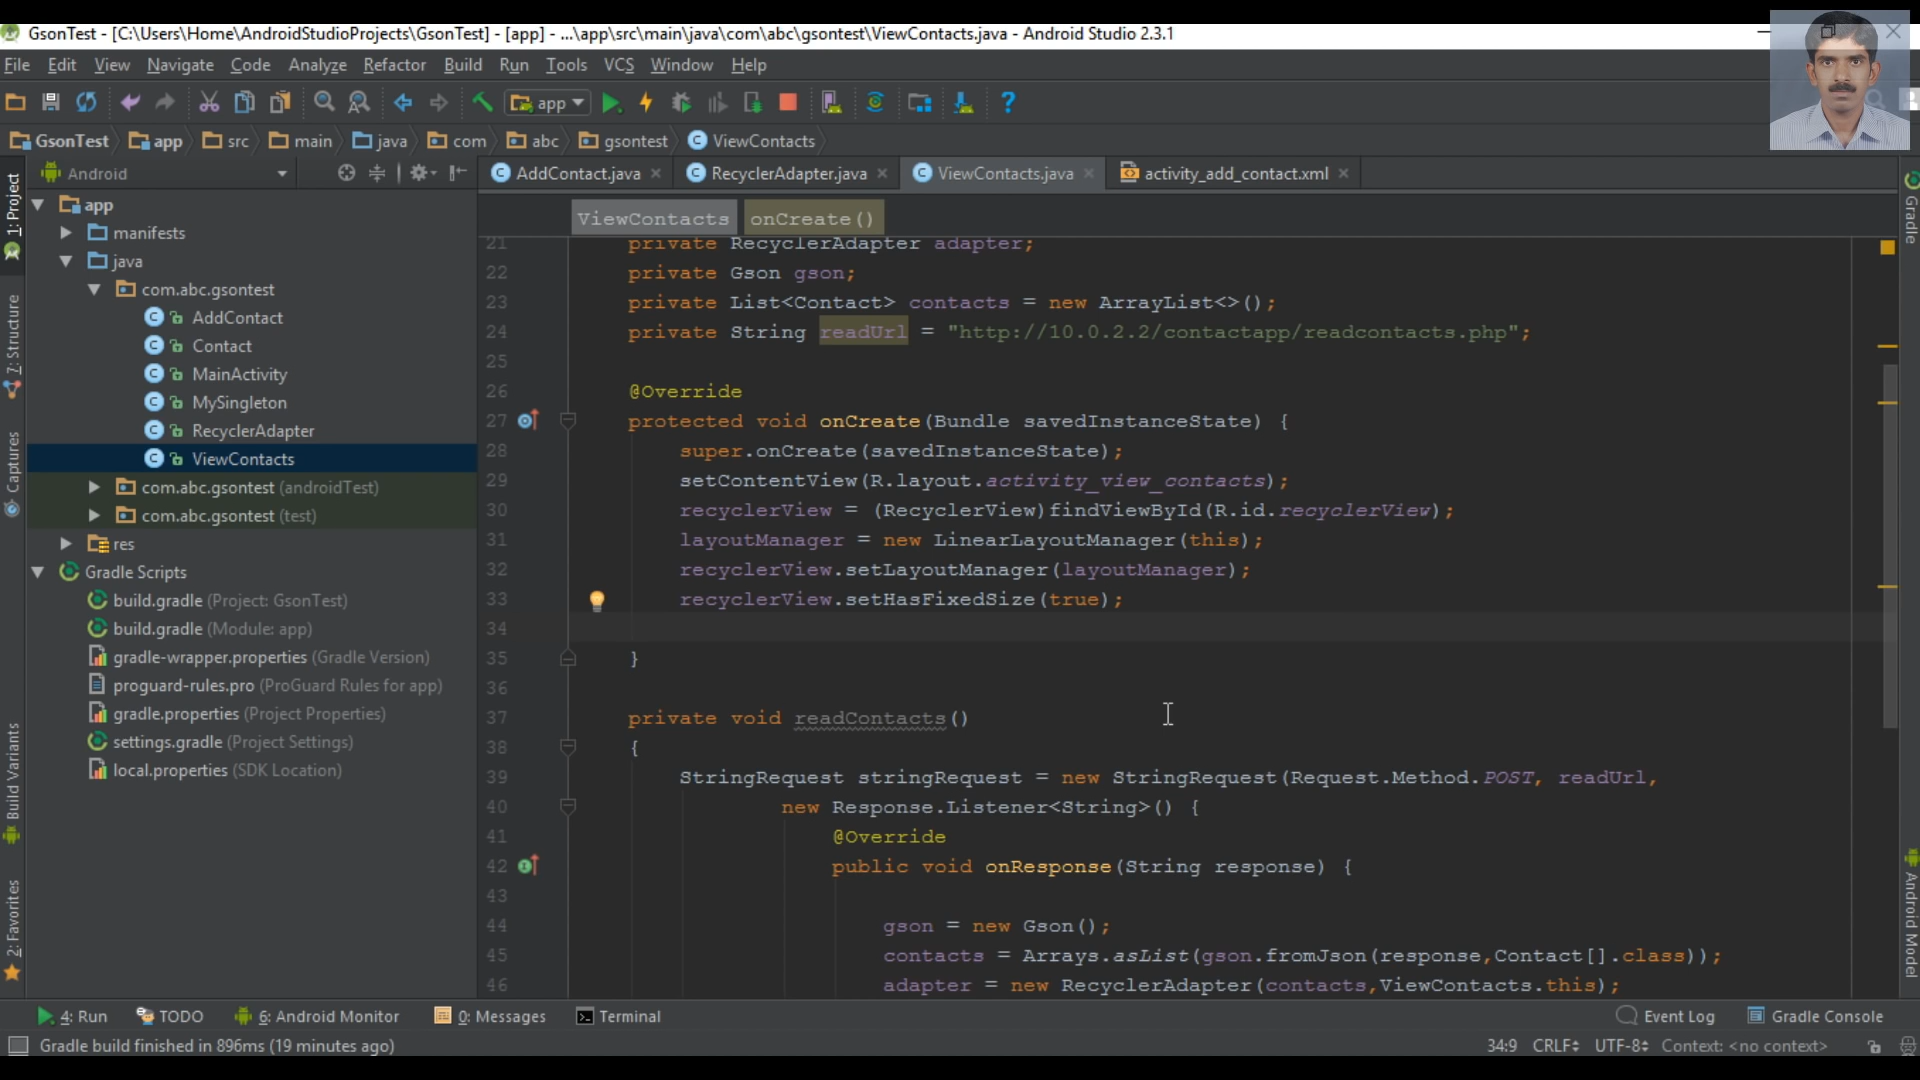 GsonTest - [C:\Users\Home\AndroidStudioProjects\GsonTest] - [app] - ...\app\src\main\java\com\abc\gsontest\ViewContacts.java - Android Studio 2.3.1
File Edit View Navigate Code Analyze Refactor Build Run Tools VCS Window Help
app
GsonTest app src main java com abc gsontest ViewContacts
Android
AddContact.java RecyclerAdapter.java ViewContacts.java activity_add_contact.xml
1: Project
7: Structure
Captures
Build Variants
2: Favorites
app
manifests
java
com.abc.gsontest
AddContact
Contact
MainActivity
MySingleton
RecyclerAdapter
ViewContacts
com.abc.gsontest (androidTest)
com.abc.gsontest (test)
res
Gradle Scripts
build.gradle (Project: GsonTest)
build.gradle (Module: app)
gradle-wrapper.properties (Gradle Version)
proguard-rules.pro (ProGuard Rules for app)
gradle.properties (Project Properties)
settings.gradle (Project Settings)
local.properties (SDK Location)
ViewContacts onCreate()
21 private RecyclerAdapter adapter;
22 private Gson gson;
23 private List<Contact> contacts = new ArrayList<>();
24 private String readUrl = "http://10.0.2.2/contactapp/readcontacts.php";
25
26 @Override
27 protected void onCreate(Bundle savedInstanceState) {
28 super.onCreate(savedInstanceState);
29 setContentView(R.layout.activity_view_contacts);
30 recyclerView = (RecyclerView)findViewById(R.id.recyclerView);
31 layoutManager = new LinearLayoutManager(this);
32 recyclerView.setLayoutManager(layoutManager);
33 recyclerView.setHasFixedSize(true);
34
35 }
36
37 private void readContacts()
38 {
39 StringRequest stringRequest = new StringRequest(Request.Method.POST, readUrl,
40 new Response.Listener<String>() {
41 @Override
42 public void onResponse(String response) {
43
44 gson = new Gson();
45 contacts = Arrays.asList(gson.fromJson(response,Contact[].class));
46 adapter = new RecyclerAdapter(contacts,ViewContacts.this);
Gradle
Android Model
4: Run TODO 6: Android Monitor 0: Messages Terminal Event Log Gradle Console
Gradle build finished in 896ms (19 minutes ago) 34:9 CRLF UTF-8 Context: <no context>